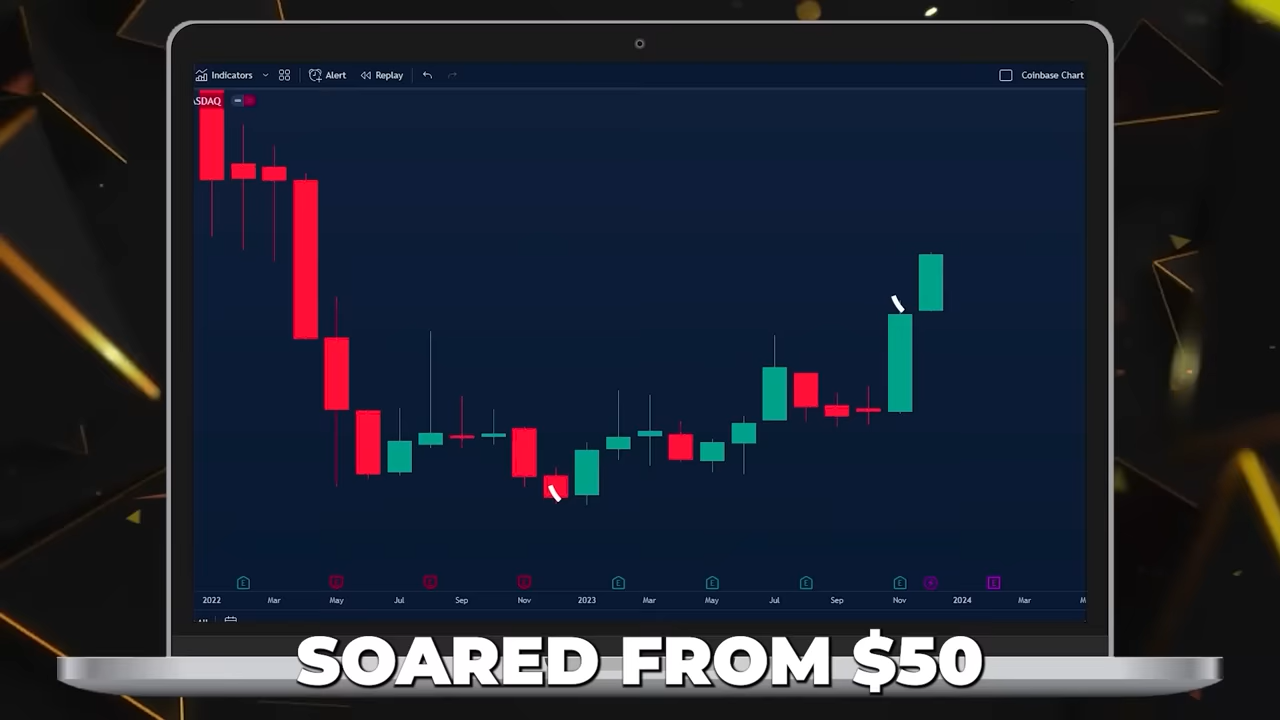 Indicators Alert Replay Coinbase Chart
SDAQ
E E E E E E E E E
2022 Mar May Jul Sep Nov 2023 Mar May Jul Sep Nov 2024 Mar M
SOARED FROM $50